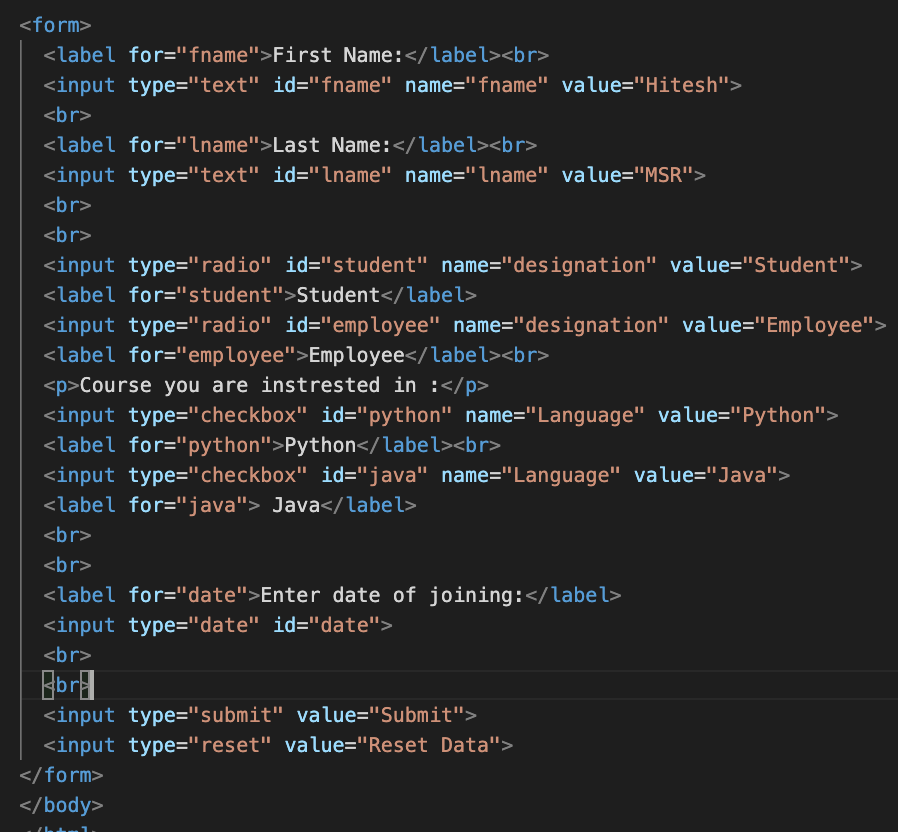 <form>
<label for="fname">First Name:</label><br>
<input type="text" id="fname" name="fname" value="Hitesh">
<br>
<label for="lname">Last Name:</label><br>
<input type="text" id="lname" name="lname" value="MSR">
<br>
<br>
<input type="radio" id="student" name="designation" value="Student">
<label for="student">Student</label>
<input type="radio" id="employee" name="designation" value="Employee">
<label for="employee">Employee</label><br>
<p>Course you are instrested in :</p>
<input type="checkbox" id="python" name="Language" value="Python">
<label for="python">Python</label><br>
<input type="checkbox" id="java" name="Language" value="Java">
<label for="java"> Java</label>
<br>
<br>
<label for="date">Enter date of joining:</label>
<input type="date" id="date">
<br>
<br>
<input type="submit" value="Submit">
<input type="reset" value="Reset Data">
</form>
</body>